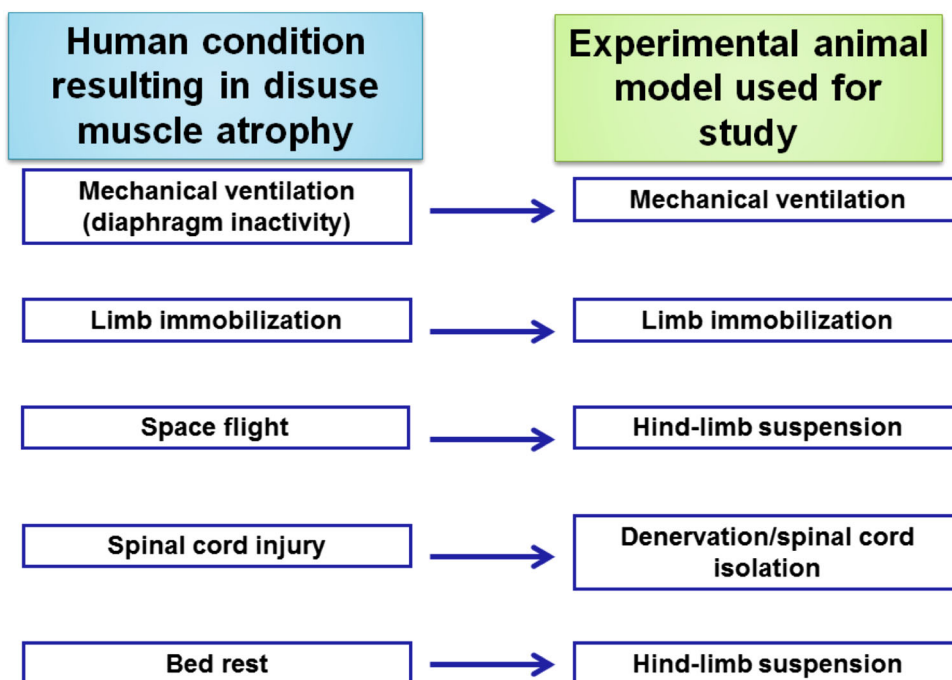 Human condition
resulting in disuse
muscle atrophy
Experimental animal
model used for
study
Mechanical ventilation
(diaphragm inactivity)
Mechanical ventilation
Limb immobilization
Limb immobilization
Space flight
Hind-limb suspension
Spinal cord injury
Denervation/spinal cord
isolation
Bed rest
Hind-limb suspension